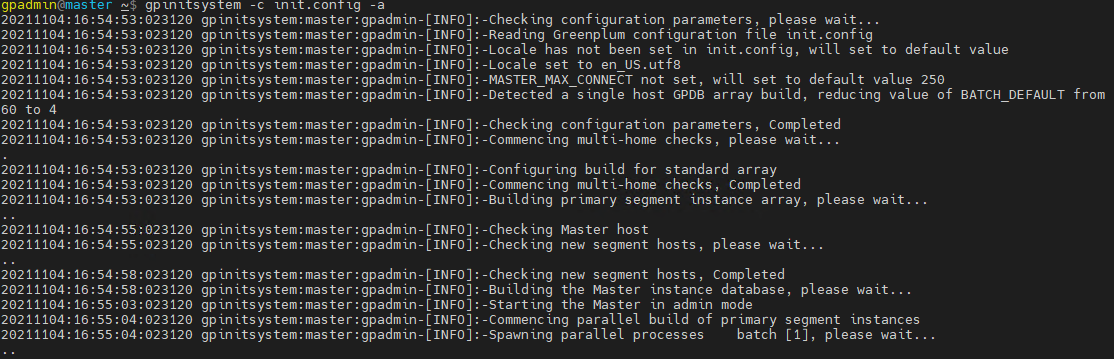 gpadmin@master ~$ gpinitsystem -c init.config -a
20211104:16:54:53:023120 gpinitsystem:master:gpadmin-[INFO]:-Checking configuration parameters, please wait...
20211104:16:54:53:023120 gpinitsystem:master:gpadmin-[INFO]:-Reading Greenplum configuration file init.config
20211104:16:54:53:023120 gpinitsystem:master:gpadmin-[INFO]:-Locale has not been set in init.config, will set to default value
20211104:16:54:53:023120 gpinitsystem:master:gpadmin-[INFO]:-Locale set to en_US.utf8
20211104:16:54:53:023120 gpinitsystem:master:gpadmin-[INFO]:-MASTER_MAX_CONNECT not set, will set to default value 250
20211104:16:54:53:023120 gpinitsystem:master:gpadmin-[INFO]:-Detected a single host GPDB array build, reducing value of BATCH_DEFAULT from
60 to 4
20211104:16:54:53:023120 gpinitsystem:master:gpadmin-[INFO]:-Checking configuration parameters, Completed
20211104:16:54:53:023120 gpinitsystem:master:gpadmin-[INFO]:-Commencing multi-home checks, please wait...
.
20211104:16:54:53:023120 gpinitsystem:master:gpadmin-[INFO]:-Configuring build for standard array
20211104:16:54:53:023120 gpinitsystem:master:gpadmin-[INFO]:-Commencing multi-home checks, Completed
20211104:16:54:53:023120 gpinitsystem:master:gpadmin-[INFO]:-Building primary segment instance array, please wait...
..
20211104:16:54:55:023120 gpinitsystem:master:gpadmin-[INFO]:-Checking Master host
20211104:16:54:55:023120 gpinitsystem:master:gpadmin-[INFO]:-Checking new segment hosts, please wait...
..
20211104:16:54:58:023120 gpinitsystem:master:gpadmin-[INFO]:-Checking new segment hosts, Completed
20211104:16:54:58:023120 gpinitsystem:master:gpadmin-[INFO]:-Building the Master instance database, please wait...
20211104:16:55:03:023120 gpinitsystem:master:gpadmin-[INFO]:-Starting the Master in admin mode
20211104:16:55:04:023120 gpinitsystem:master:gpadmin-[INFO]:-Commencing parallel build of primary segment instances
20211104:16:55:04:023120 gpinitsystem:master:gpadmin-[INFO]:-Spawning parallel processes    batch [1], please wait...
..